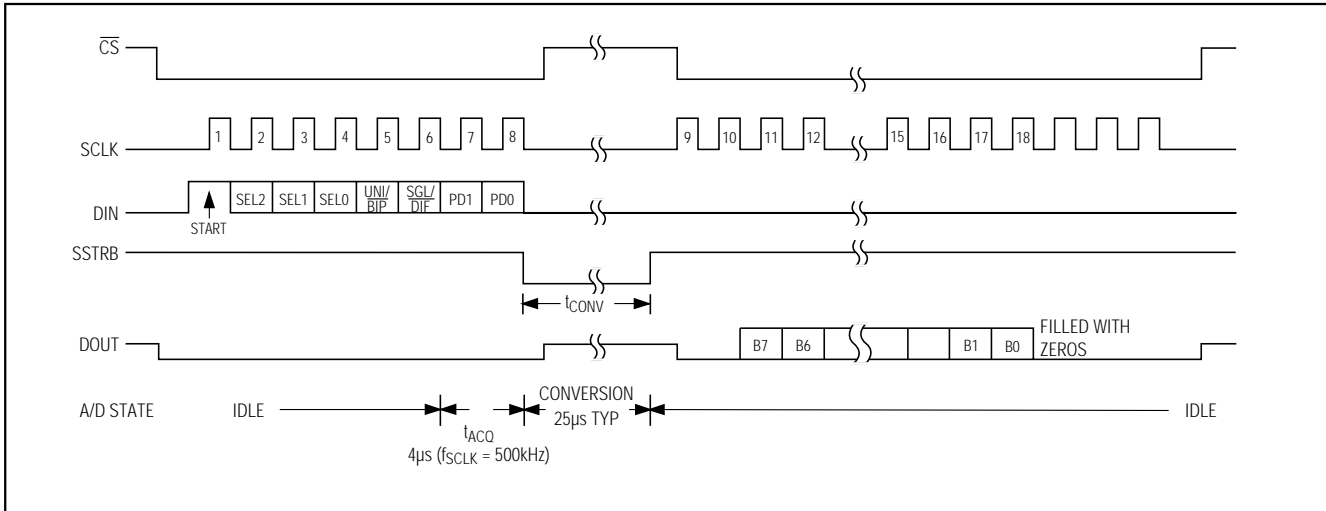 CS
SCLK
1 2 3 4 5 6 7 8 9 10 11 12 15 16 17 18
DIN
SEL2 SEL1 SEL0 UNI/BIP SGL/DIF PD1 PD0
START
SSTRB
tCONV
DOUT
B7 B6 B1 B0
FILLED WITH
ZEROS
A/D STATE
IDLE
tACQ
4µs (fSCLK = 500kHz)
CONVERSION
25µs TYP
IDLE